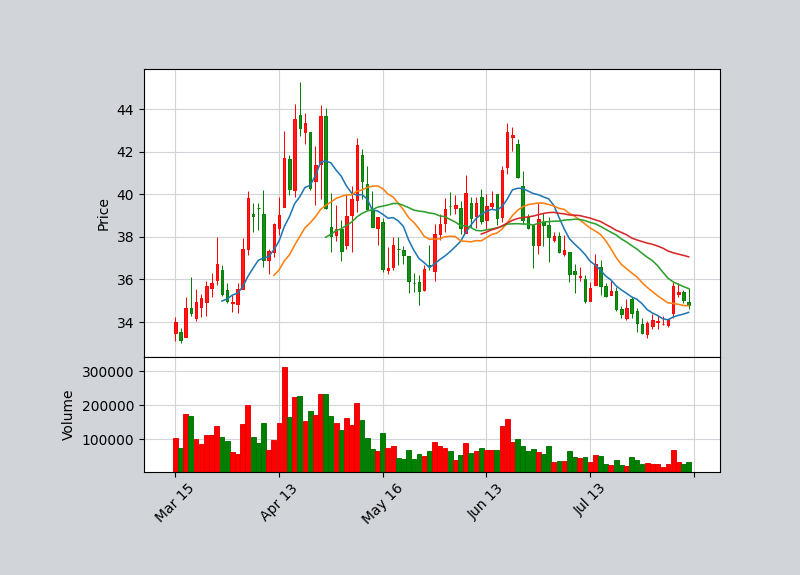 44
42
40
38
36
34
Price
300000
200000
100000
Volume
Mar 15
Apr 13
May 16
Jun 13
Jul 13